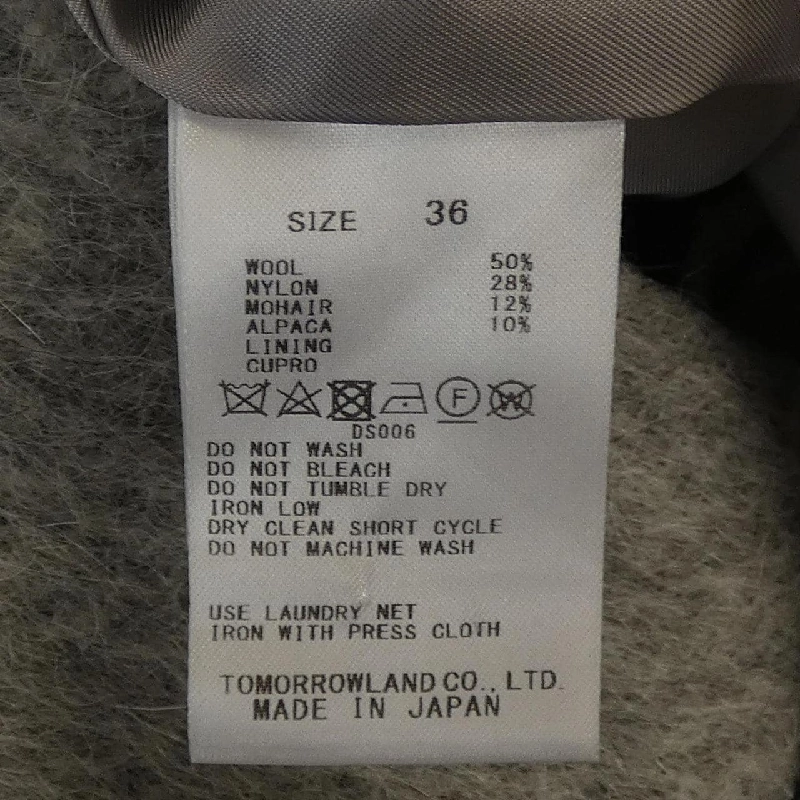 SIZE 36
WOOL 50%
NYLON 28%
MOHAIR 12%
ALPACA 10%
LINING
CUPRO
F W
DS006
DO NOT WASH
DO NOT BLEACH
DO NOT TUMBLE DRY
IRON LOW
DRY CLEAN SHORT CYCLE
DO NOT MACHINE WASH
USE LAUNDRY NET
IRON WITH PRESS CLOTH
TOMORROWLAND CO., LTD.
MADE IN JAPAN